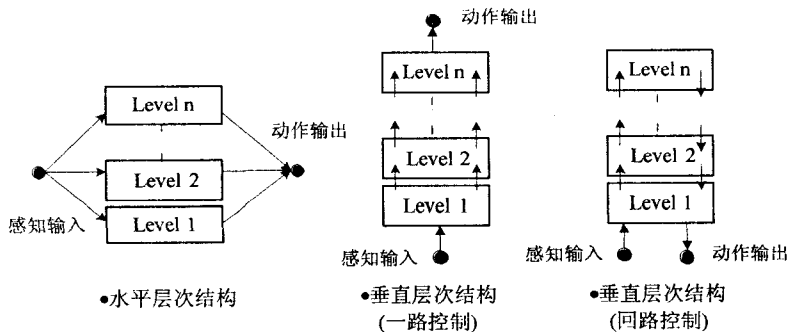 Level n
Level 2
Level 1
感知输入
动作输出
•水平层次结构
动作输出
Level n
Level 2
Level 1
感知输入
•垂直层次结构
(一路控制)
Level n
Level 2
Level 1
感知输入
动作输出
•垂直层次结构
(回路控制)